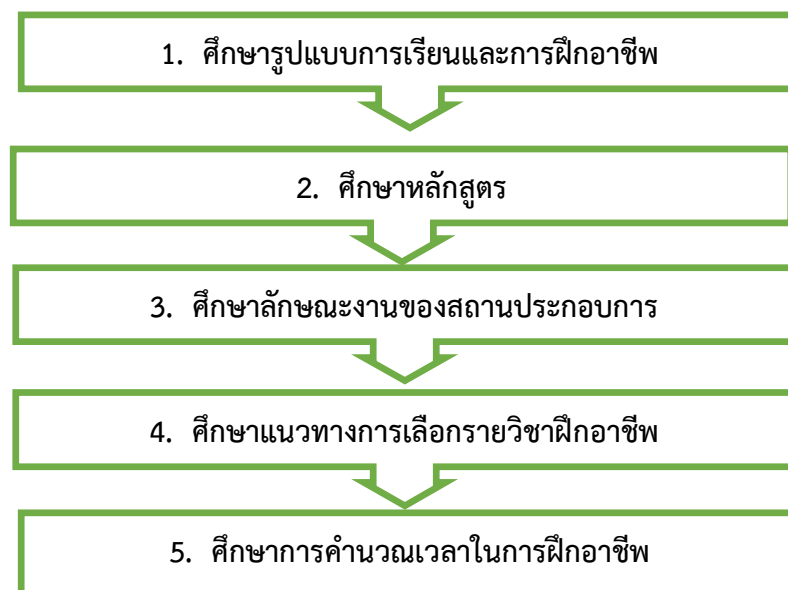 1. ศึกษารูปแบบการเรียนและการฝึกอาชีพ
2. ศึกษาหลักสูตร
3. ศึกษาลักษณะงานของสถานประกอบการ
4. ศึกษาแนวทางการเลือกรายวิชาฝึกอาชีพ
5. ศึกษาการคำนวณเวลาในการฝึกอาชีพ